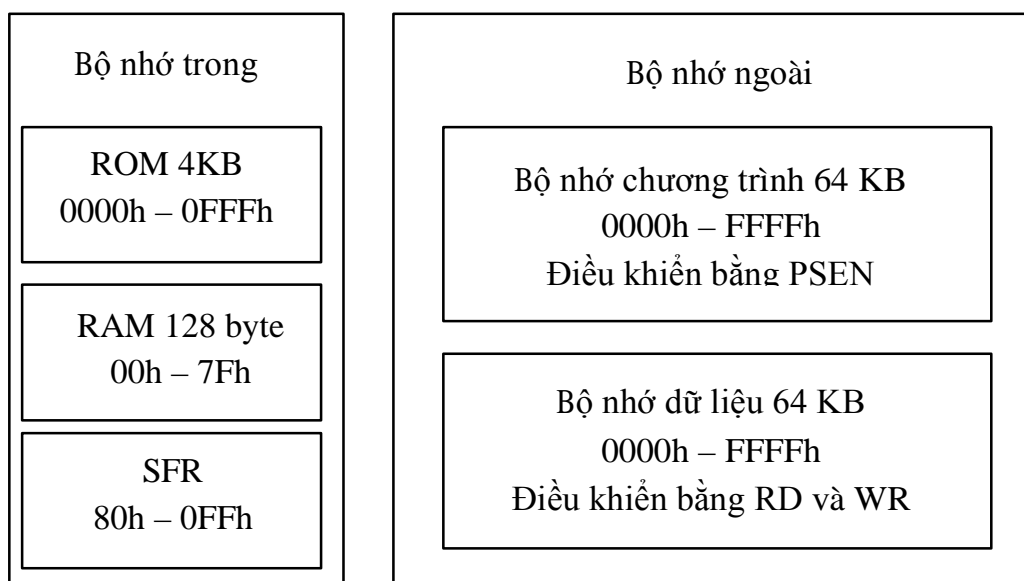 Bộ nhớ trong
ROM 4KB
0000h – 0FFFh
RAM 128 byte
00h – 7Fh
SFR
80h – 0FFh
Bộ nhớ ngoài
Bộ nhớ chương trình 64 KB
0000h – FFFFh
Điều khiển bằng PSEN
Bộ nhớ dữ liệu 64 KB
0000h – FFFFh
Điều khiển bằng RD và WR